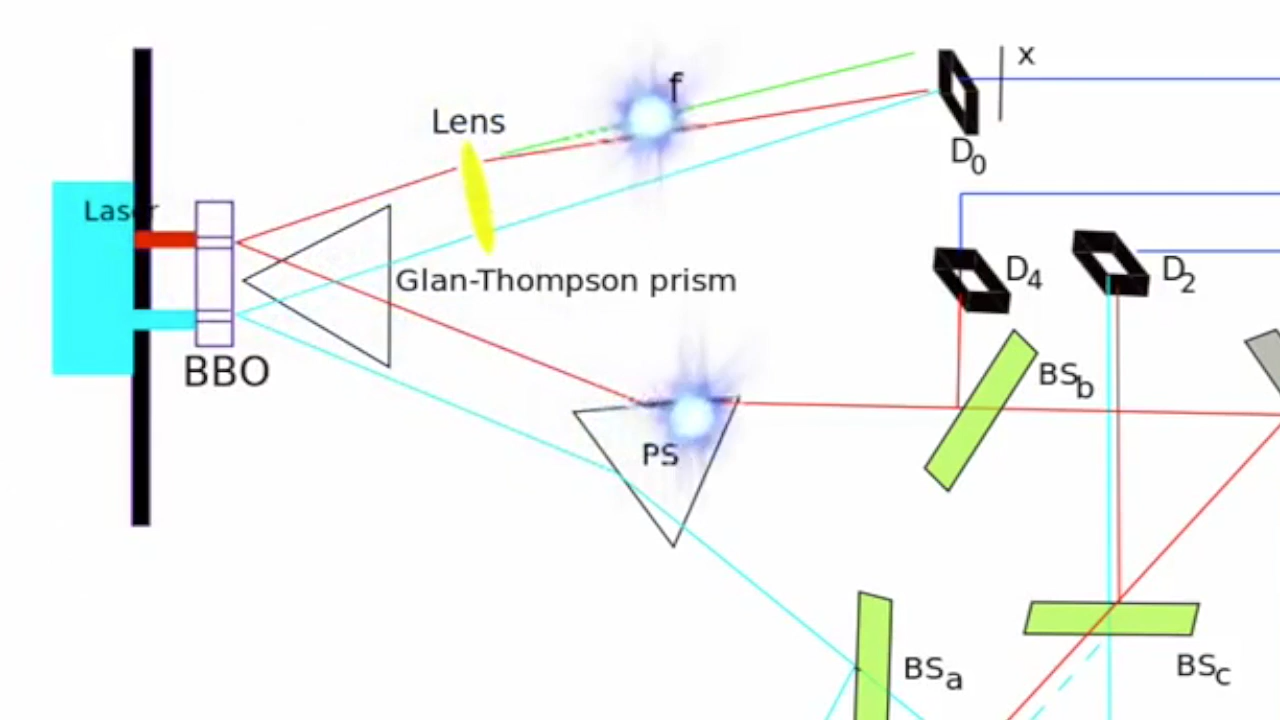 x
f
Lens
D0
Laser
Glan-Thompson prism
D4
D2
BBO
BSb
PS
BSa
BSc